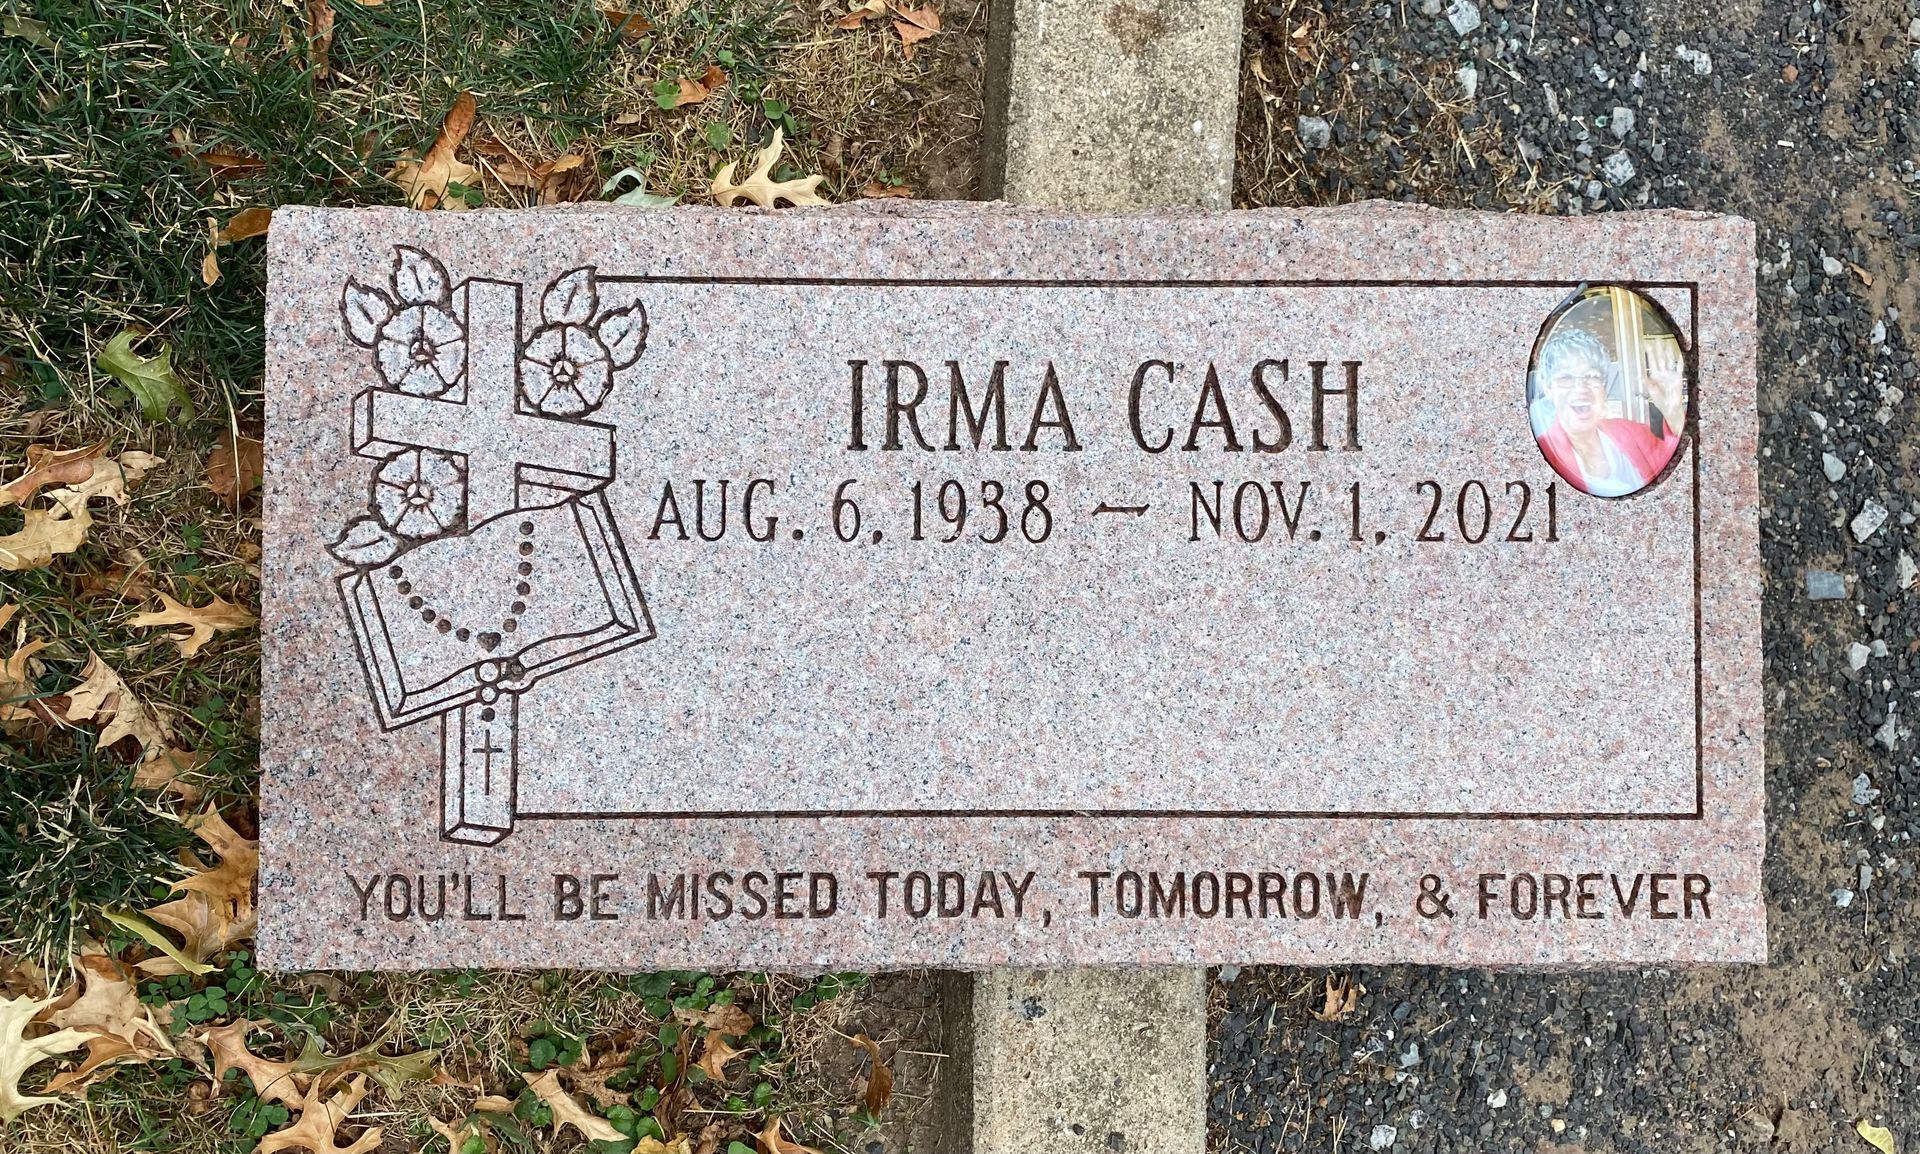 IRMA CASH
AUG. 6, 1938 – NOV. 1, 2021
YOU'LL BE MISSED TODAY, TOMORROW, & FOREVER